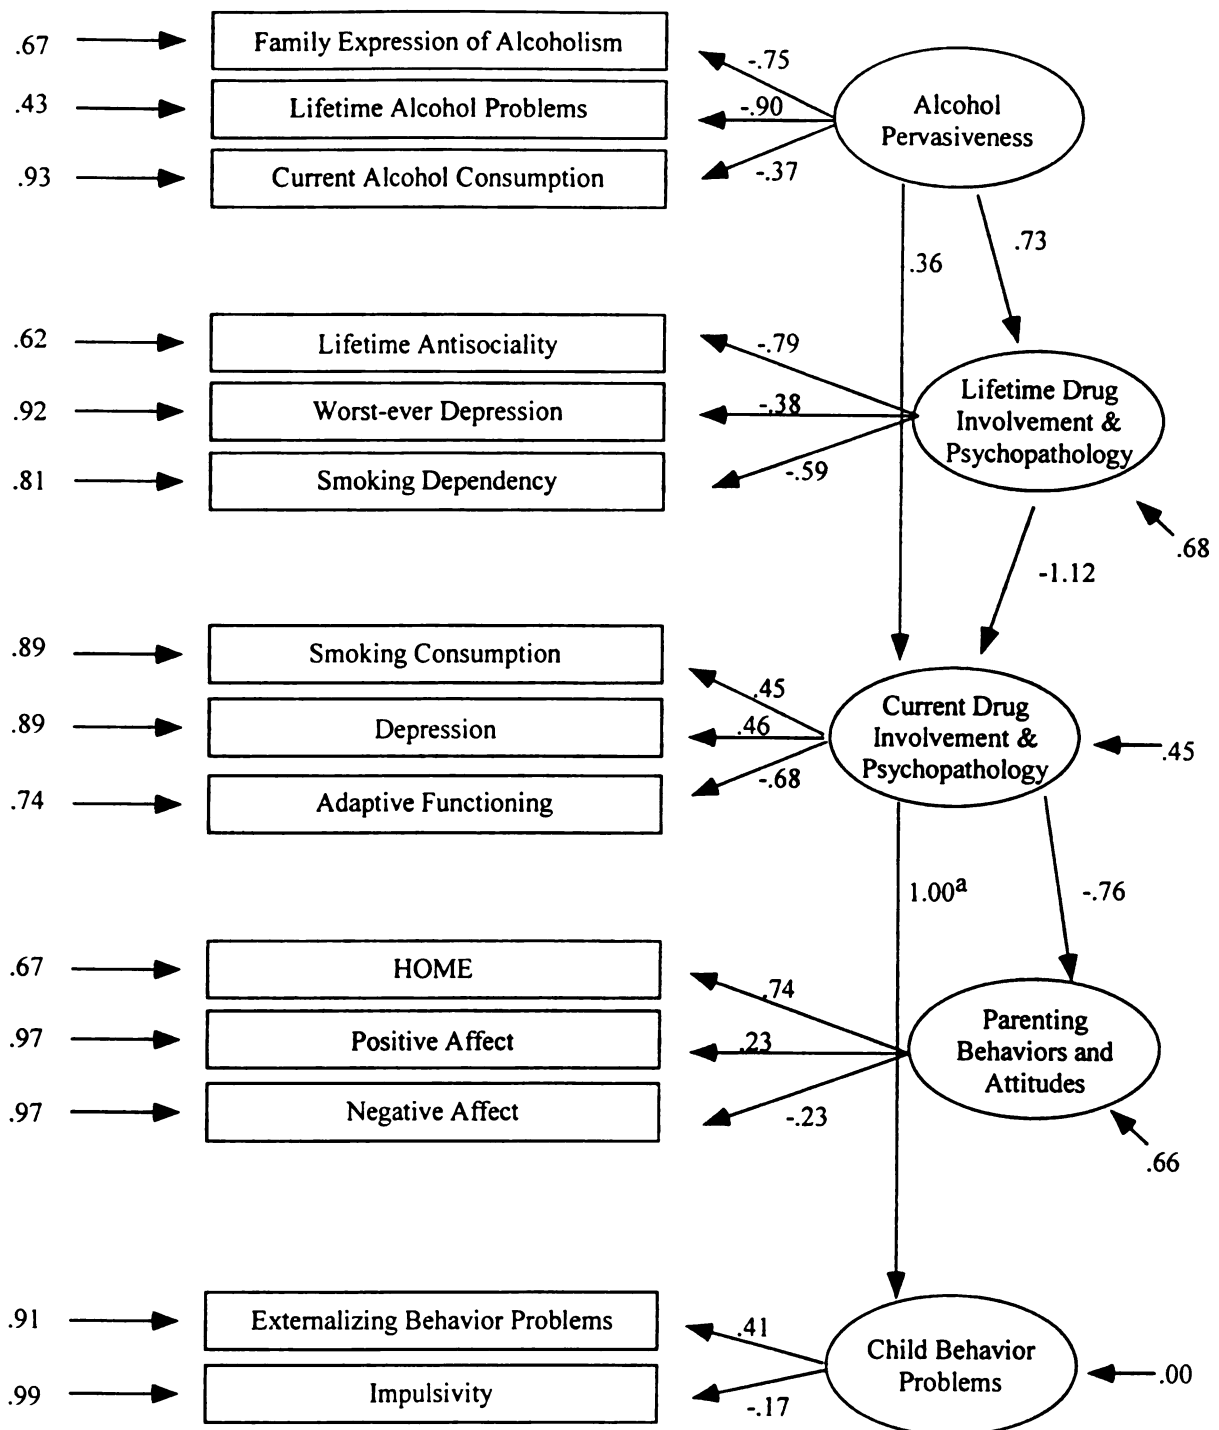 .67
Family Expression of Alcoholism
-.75
.43
Lifetime Alcohol Problems
-.90
Alcohol
Pervasiveness
.93
Current Alcohol Consumption
-.37
.36
.73
.62
Lifetime Antisociality
-.79
.92
Worst-ever Depression
-.38
Lifetime Drug
Involvement &
Psychopathology
.81
Smoking Dependency
-.59
.68
-1.12
.89
Smoking Consumption
.45
.89
Depression
.46
Current Drug
Involvement &
Psychopathology
.45
.74
Adaptive Functioning
-.68
1.00a
-.76
.67
HOME
.74
.97
Positive Affect
.23
Parenting
Behaviors and
Attitudes
.97
Negative Affect
-.23
.66
.91
Externalizing Behavior Problems
.41
Child Behavior
Problems
.00
.99
Impulsivity
-.17